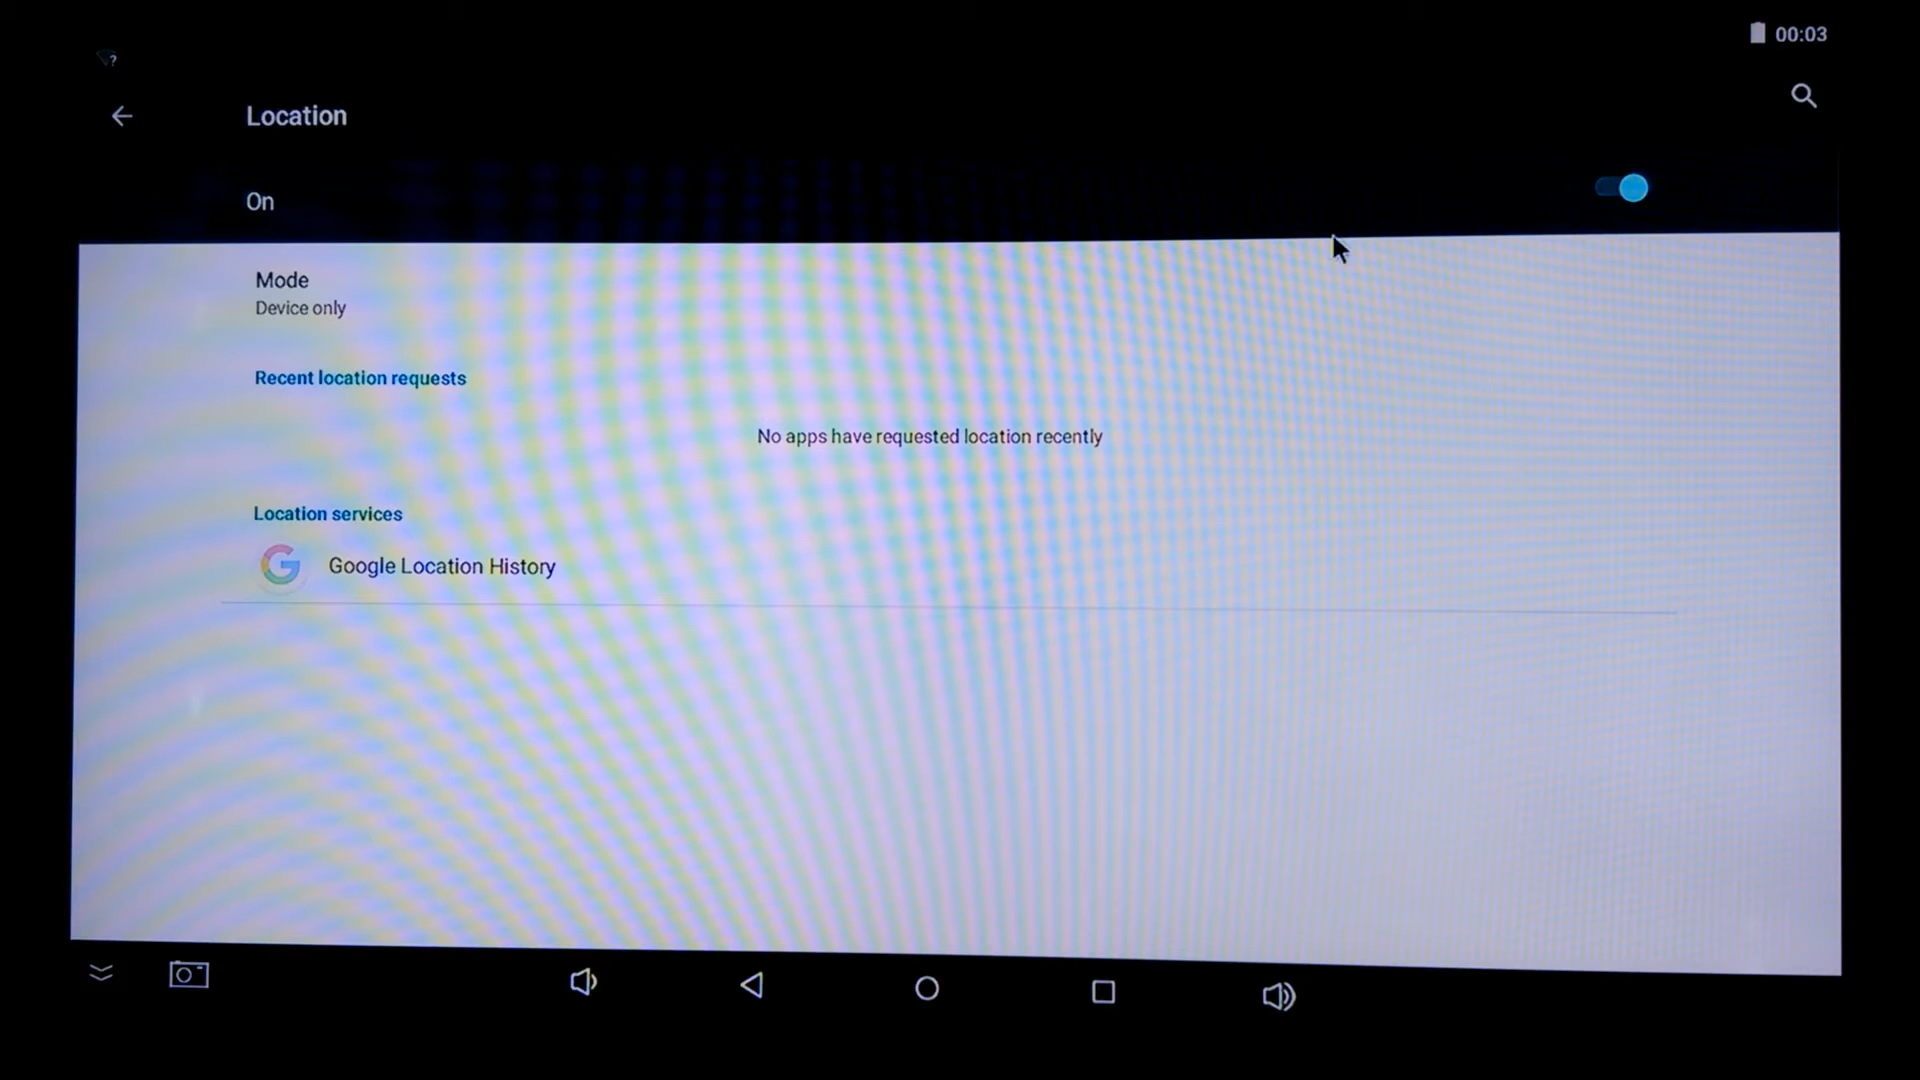 00:03
?
Location
On
Mode
Device only
Recent location requests
No apps have requested location recently
Location services
Google Location History